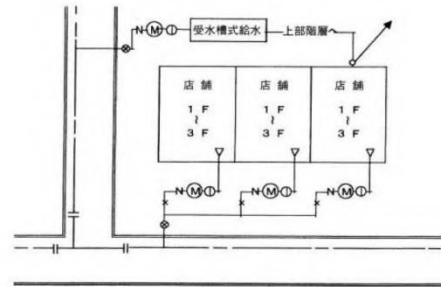 N M 受水槽式給水 上部階層へ
店 舗 店 舗 店 舗
1 F 1 F 1 F
~ ~ ~
3 F 3 F 3 F
N M N M N M